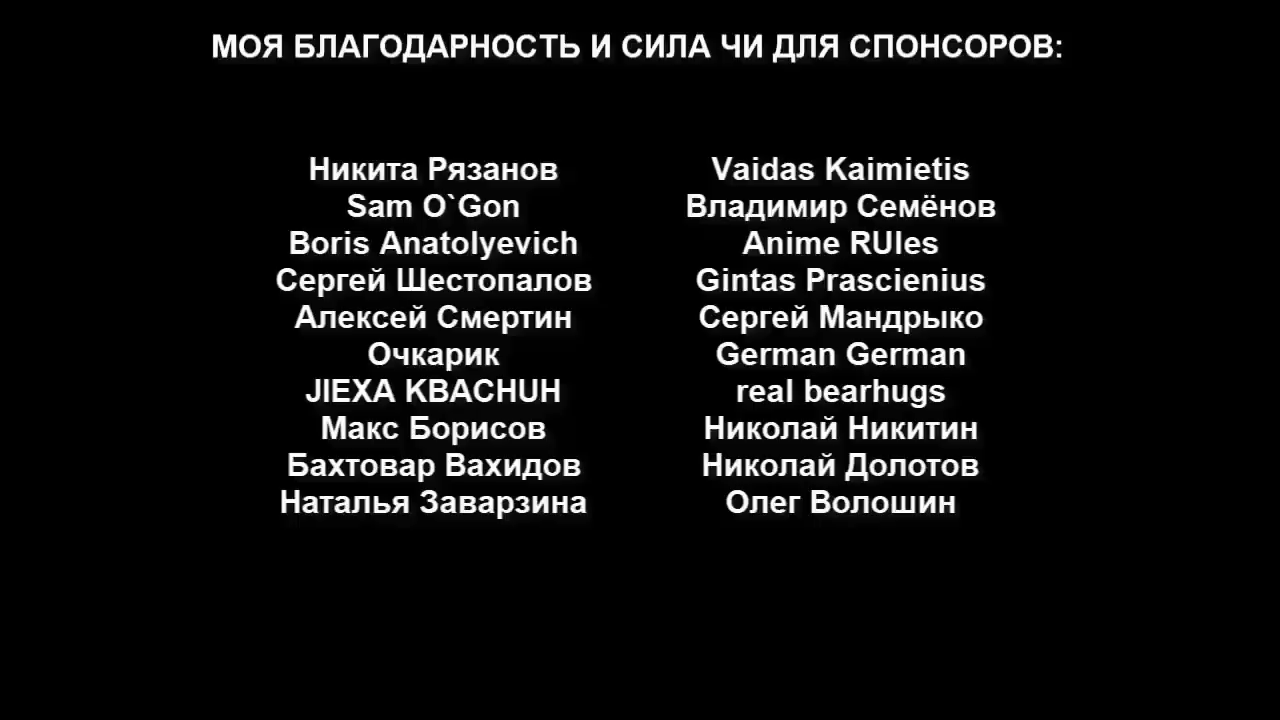 МОЯ БЛАГОДАРНОСТЬ И СИЛА ЧИ ДЛЯ СПОНСОРОВ:
Никита Рязанов
Sam O`Gon
Boris Anatolyevich
Сергей Шестопалов
Алексей Смертин
Очкарик
JIEXA KBACHUH
Макс Борисов
Бахтовар Вахидов
Наталья Заварзина
Vaidas Kaimietis
Владимир Семёнов
Anime RUles
Gintas Prascienius
Сергей Мандрыко
German German
real bearhugs
Николай Никитин
Николай Долотов
Олег Волошин